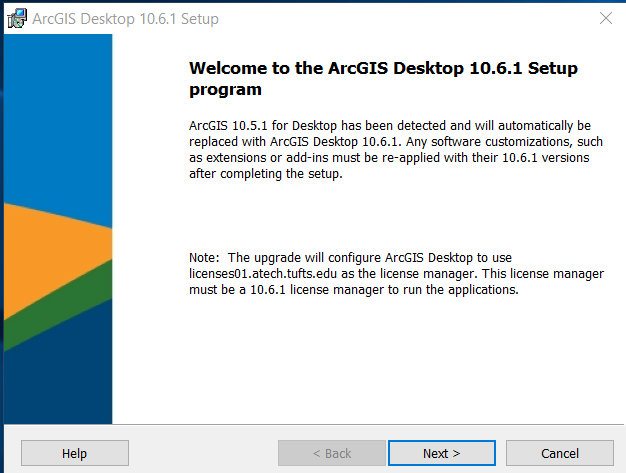 ArcGIS Desktop 10.6.1 Setup
Welcome to the ArcGIS Desktop 10.6.1 Setup
program
ArcGIS 10.5.1 for Desktop has been detected and will automatically be
replaced with ArcGIS Desktop 10.6.1. Any software customizations, such
as extensions or add-ins must be re-applied with their 10.6.1 versions
after completing the setup.
Note:  The upgrade will configure ArcGIS Desktop to use
licenses01.atech.tufts.edu as the license manager. This license manager
must be a 10.6.1 license manager to run the applications.
Help
< Back
Next >
Cancel